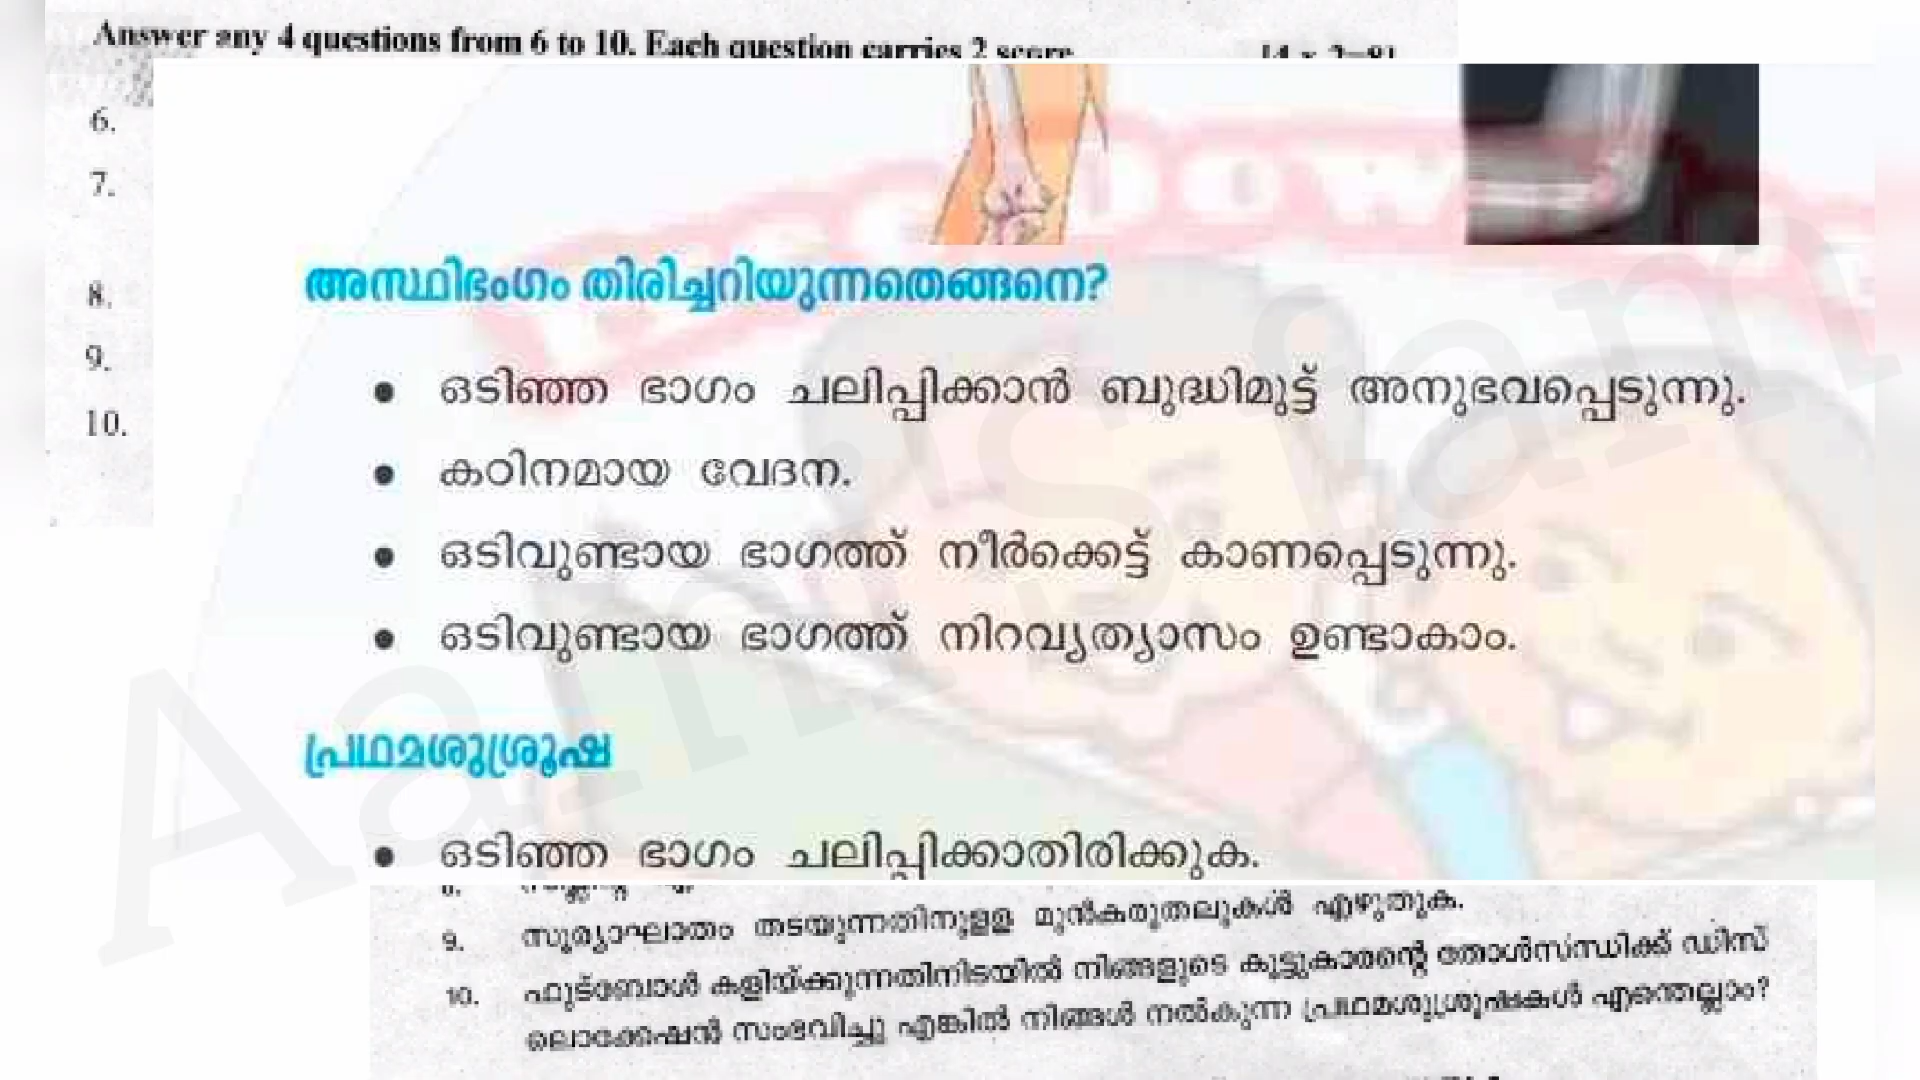 Answer any 4 questions from 6 to 10. Each question carries 2 score
6.
7.
8.
9.
10.
അസ്ഥിഭംഗം തിരിച്ചറിയുന്നതെങ്ങനെ?
• ഒടിഞ്ഞ ഭാഗം ചലിപ്പിക്കാൻ ബുദ്ധിമുട്ട് അനുഭവപ്പെടുന്നു.
• കഠിനമായ വേദന.
• ഒടിവുണ്ടായ ഭാഗത്ത് നീർക്കെട്ട് കാണപ്പെടുന്നു.
• ഒടിവുണ്ടായ ഭാഗത്ത് നിറവ്യത്യാസം ഉണ്ടാകാം.
പ്രഥമശുശ്രൂഷ
• ഒടിഞ്ഞ ഭാഗം ചലിപ്പിക്കാതിരിക്കുക.
9. സൂര്യാഘാതം തടയുന്നതിനുള്ള മുൻകരുതലുകൾ എഴുതുക.
10. ഫുട്ബോൾ കളിയ്ക്കുന്നതിനിടയിൽ നിങ്ങളുടെ കൂട്ടുകാരന്റെ തോൾസന്ധിക്ക് ഡിസ്
ലൊക്കേഷൻ സംഭവിച്ചു എങ്കിൽ നിങ്ങൾ നൽകുന്ന പ്രഥമശുശ്രൂഷകൾ എന്തെല്ലാം?
Aami's Jam